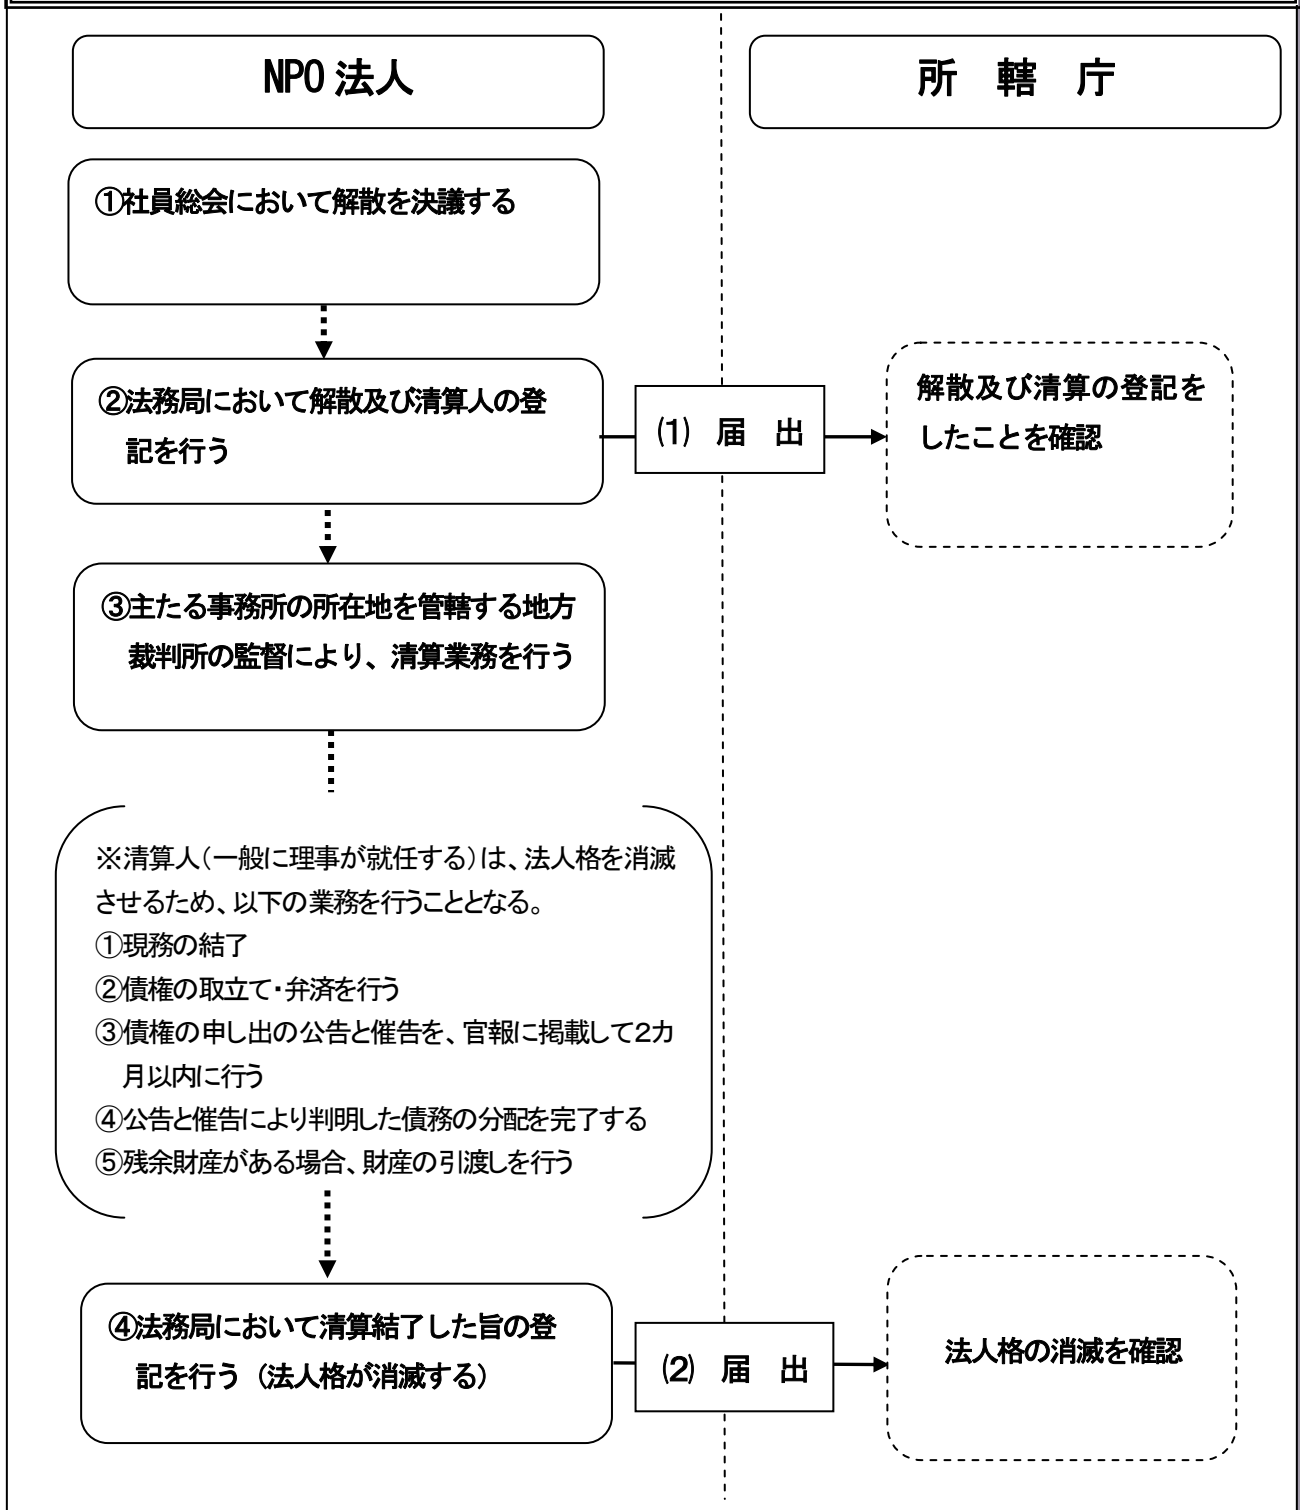 NPO 法人
所 轄 庁
①社員総会において解散を決議する
②法務局において解散及び清算人の登
記を行う
(1) 届 出
解散及び清算の登記を
したことを確認
③主たる事務所の所在地を管轄する地方
裁判所の監督により、清算業務を行う
※清算人(一般に理事が就任する)は、法人格を消滅
させるため、以下の業務を行うこととなる。
①現務の結了
②債権の取立て・弁済を行う
③債権の申し出の公告と催告を、官報に掲載して2カ
月以内に行う
④公告と催告により判明した債務の分配を完了する
⑤残余財産がある場合、財産の引渡しを行う
④法務局において清算結了した旨の登
記を行う(法人格が消滅する)
(2) 届 出
法人格の消滅を確認